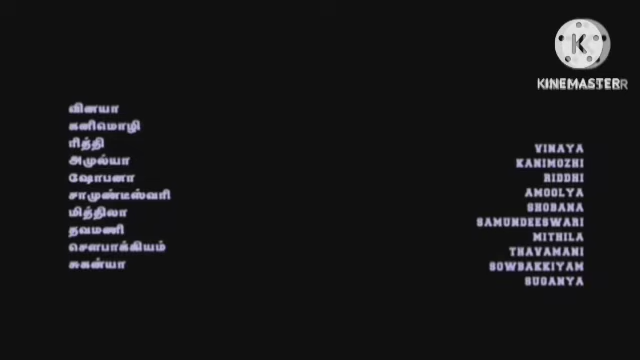 KINEMASTER
வினயா
கனிமொழி
ரித்தி
அமுல்யா
ஷோபனா
சாமுண்டீஸ்வரி
மித்திலா
தவமணி
சௌபாக்கியம்
சுகன்யா
VINAYA
KANIMOZHI
RIDDHI
AMOOLYA
SHOBANA
SAMUNDEESWARI
MITHILA
THAVAMANI
SOWBAKKIYAM
SUGANYA